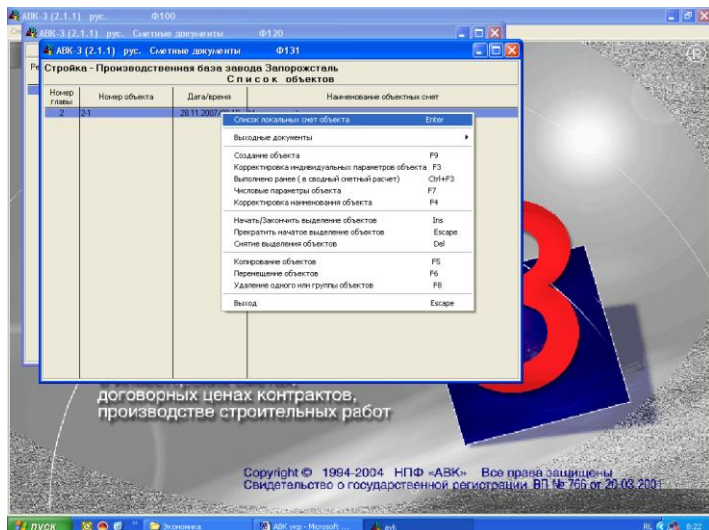 АВК-3 (2.1.1) рус. Ф100
АВК-3 (2.1.1) рус. Сметные документы Ф120
АВК-3 (2.1.1) рус. Сметные документы Ф131
Стройка - Производственная база завода Запорожсталь
Список объектов
Номер главы Номер объекта Дата/время Наименование объектных смет
2 2-1 28.11.2007
Список локальных смет объекта Enter
Выходные документы
Создание объекта F9
Корректировка индивидуальных параметров объекта F3
Выполнено ранее ( в сводный сметный расчет) Ctrl+F3
Числовые параметры объекта F7
Корректировка наименования объекта F4
Начать/Закончить выделение объектов Ins
Прекратить начатое выделение объектов Escape
Снятие выделения объектов Del
Копирование объектов F5
Перемещение объектов F6
Удаление одного или группы объектов F8
Выход Escape
договорных ценах контрактов,
производстве строительных работ
Copyright © 1994-2004 НПФ «АВК» Все права защищены
Свидетельство о государственной регистрации ВП № 766 от 26.03.2001
пуск Экономика АВК укр - Microsoft ... avk RL 8:22